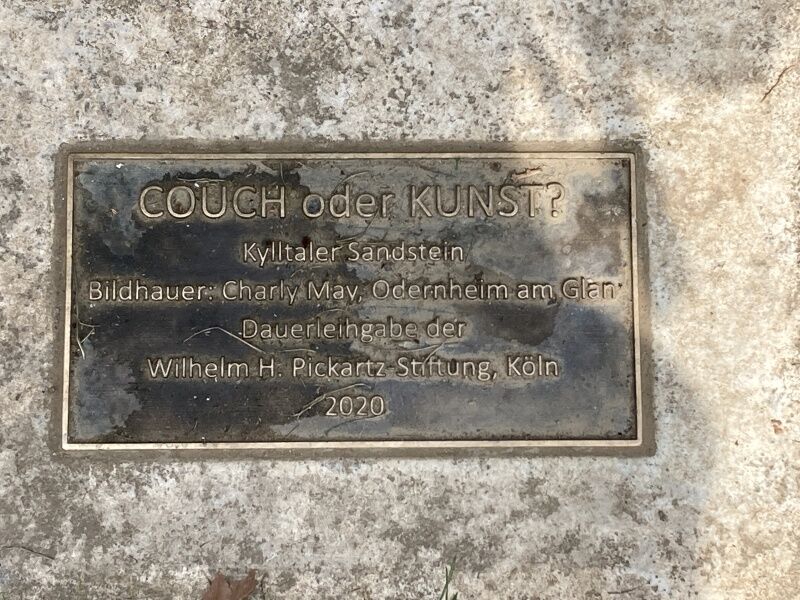 COUCH oder KUNST?
Kylltaler Sandstein
Bildhauer: Charly May, Odernheim am Glan
Dauerleihgabe der
Wilhelm H. Pickartz-Stiftung, Köln
2020